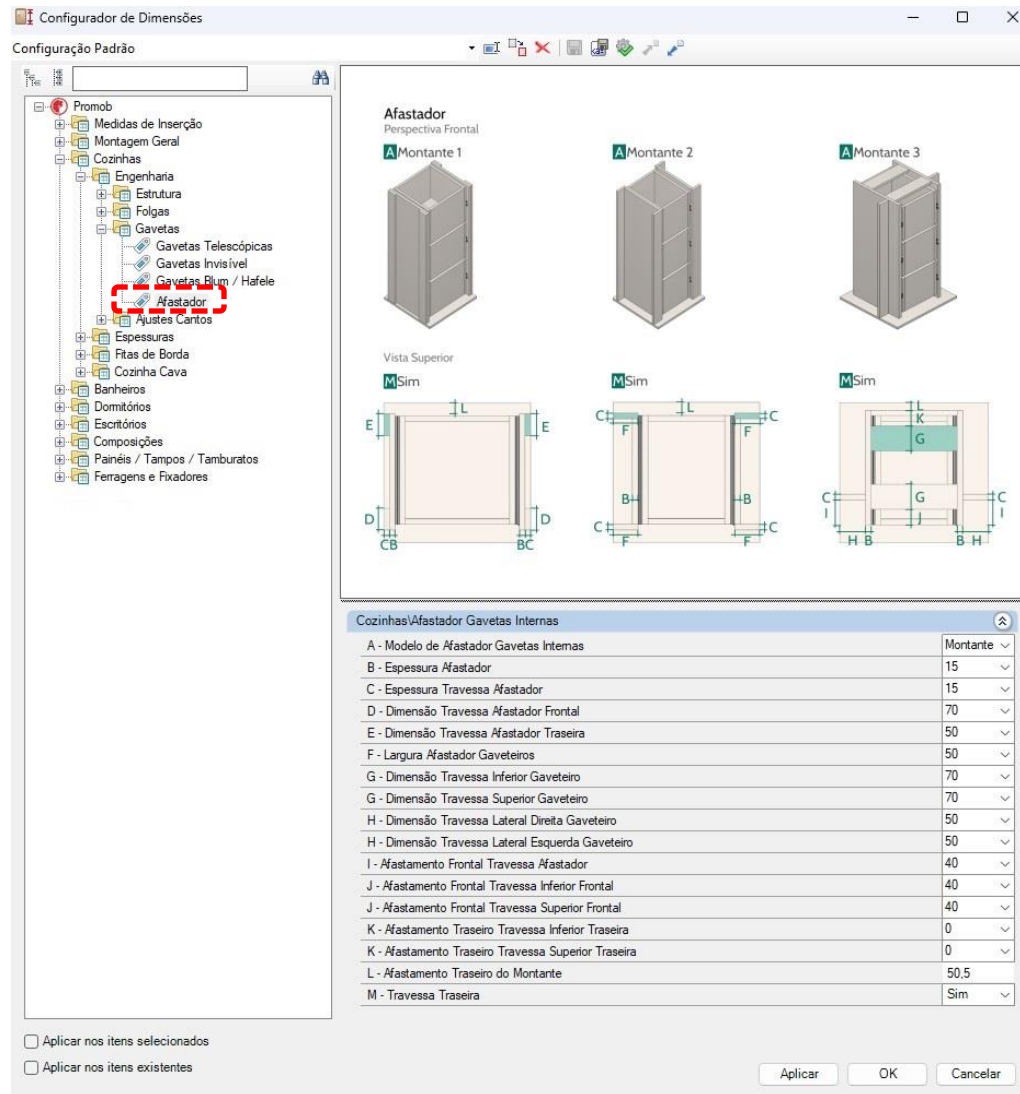 Configurador de Dimensões
Configuração Padrão
Promob
Medidas de Inserção
Montagem Geral
Cozinhas
Engenharia
Estrutura
Folgas
Gavetas
Gavetas Telescópicas
Gavetas Invisível
Gavetas Blum / Hafele
Afastador
Ajustes Cantos
Espessuras
Fitas de Borda
Cozinha Cava
Banheiros
Dormitórios
Escritórios
Composições
Painéis / Tampos / Tamburatos
Ferragens e Fixadores
Aplicar nos itens selecionados
Aplicar nos itens existentes
Afastador
Perspectiva Frontal
A Montante 1
A Montante 2
A Montante 3
Vista Superior
M Sim
M Sim
M Sim
L
E E
D D
CB BC
L
C C
F F
B B
C C
F F
L
K
G
C G C
I J I
H B B H
Cozinhas\Afastador Gavetas Internas
A - Modelo de Afastador Gavetas Internas Montante
B - Espessura Afastador 15
C - Espessura Travessa Afastador 15
D - Dimensão Travessa Afastador Frontal 70
E - Dimensão Travessa Afastador Traseira 50
F - Largura Afastador Gaveteiros 50
G - Dimensão Travessa Inferior Gaveteiro 70
G - Dimensão Travessa Superior Gaveteiro 70
H - Dimensão Travessa Lateral Direita Gaveteiro 50
H - Dimensão Travessa Lateral Esquerda Gaveteiro 50
I - Afastamento Frontal Travessa Afastador 40
J - Afastamento Frontal Travessa Inferior Frontal 40
J - Afastamento Frontal Travessa Superior Frontal 40
K - Afastamento Traseiro Travessa Inferior Traseira 0
K - Afastamento Traseiro Travessa Superior Traseira 0
L - Afastamento Traseiro do Montante 50,5
M - Travessa Traseira Sim
Aplicar OK Cancelar